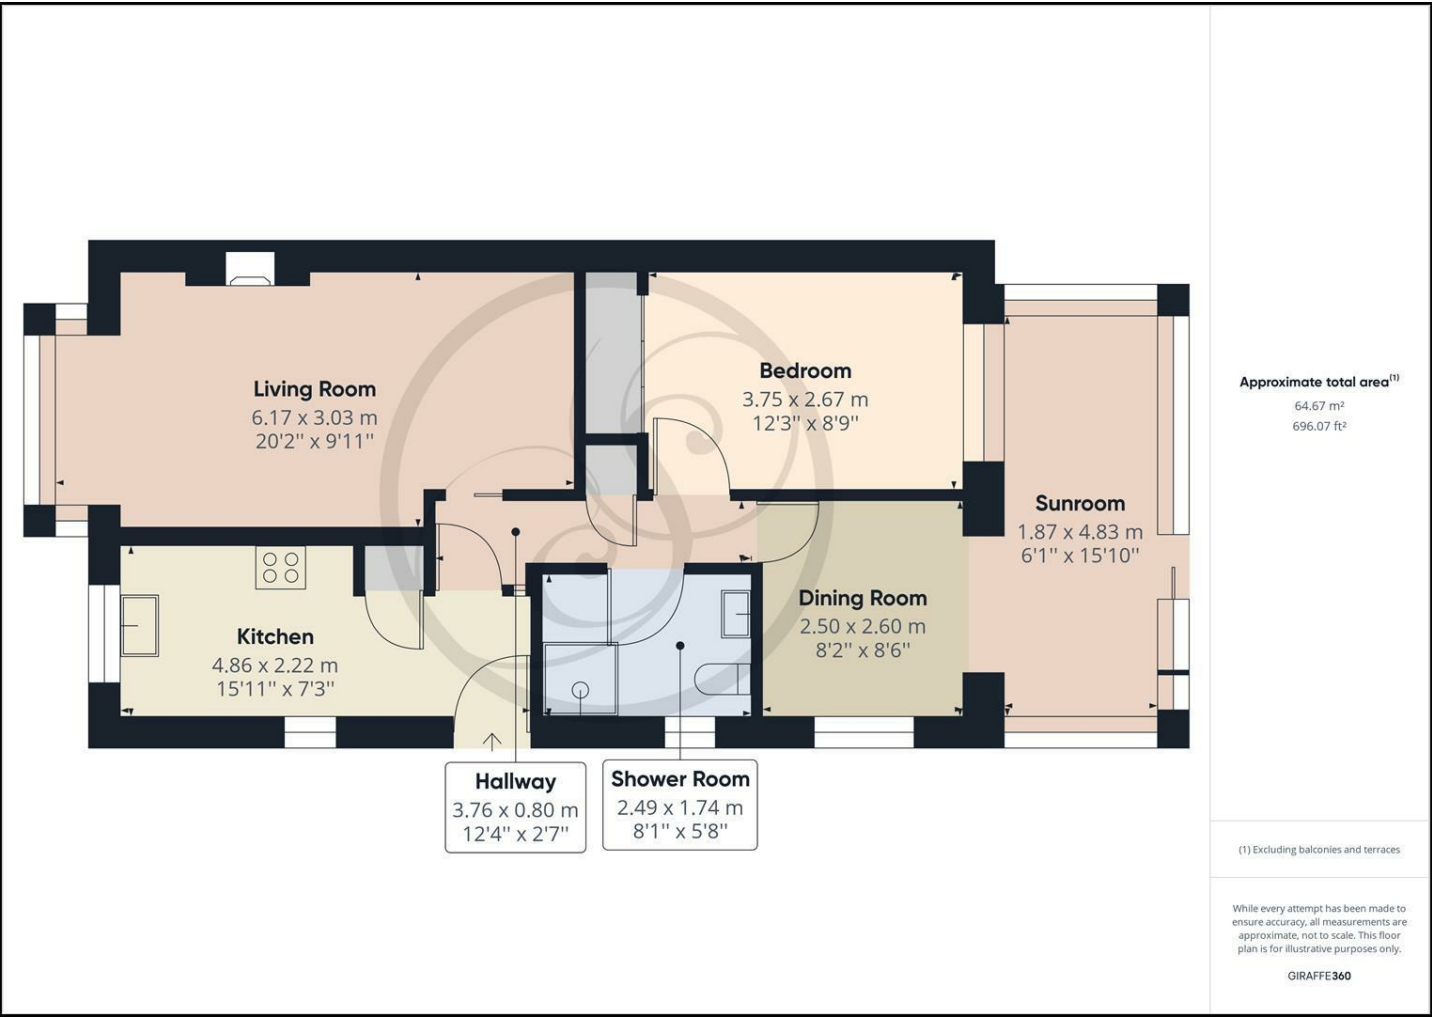 Living Room
6.17 x 3.03 m
20'2" x 9'11"
Bedroom
3.75 x 2.67 m
12'3" x 8'9"
Sunroom
1.87 x 4.83 m
6'1" x 15'10"
Dining Room
2.50 x 2.60 m
8'2" x 8'6"
Kitchen
4.86 x 2.22 m
15'11" x 7'3"
Hallway
3.76 x 0.80 m
12'4" x 2'7"
Shower Room
2.49 x 1.74 m
8'1" x 5'8"
Approximate total area(1)
64.67 m²
696.07 ft²
(1) Excluding balconies and terraces
While every attempt has been made to
ensure accuracy, all measurements are
approximate, not to scale. This floor
plan is for illustrative purposes only.
GIRAFFE360